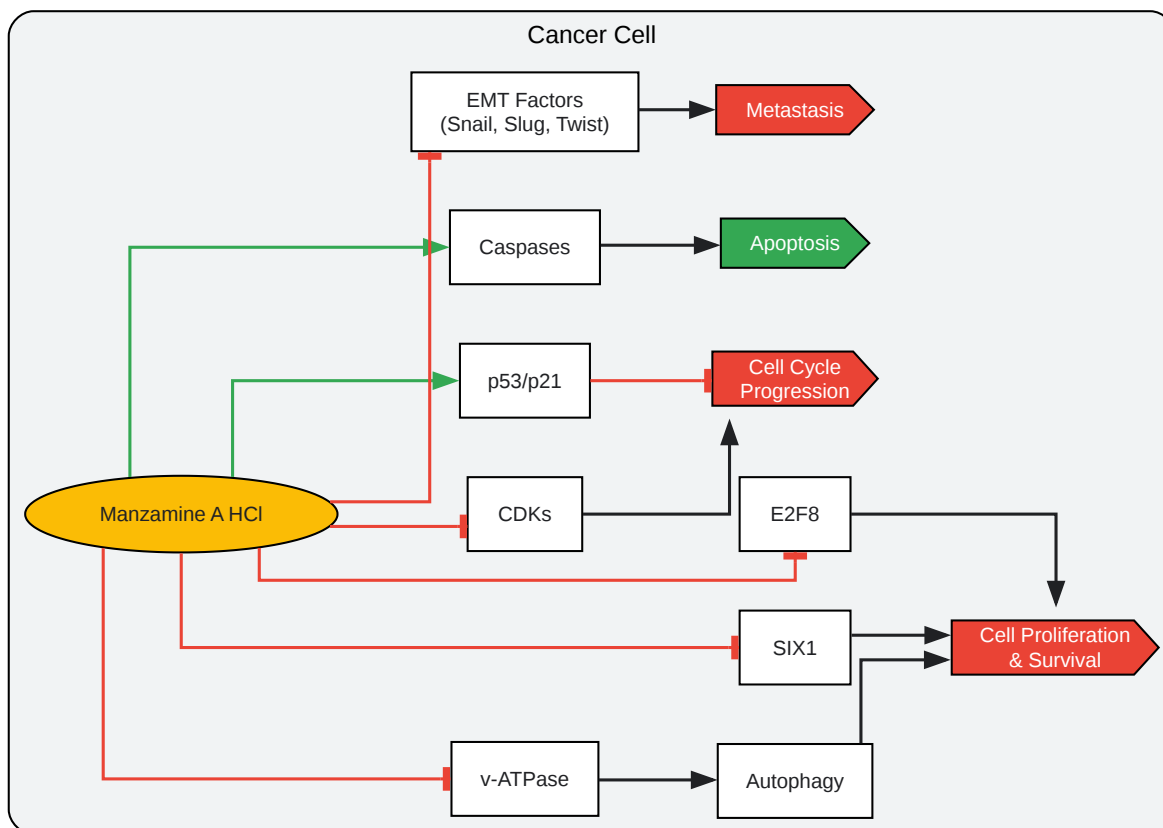 Cancer Cell
EMT Factors
(Snail, Slug, Twist)
Metastasis
Caspases
Apoptosis
p53/p21
Cell Cycle
Progression
Manzamine A HCl
CDKs
E2F8
SIX1
Cell Proliferation
& Survival
v-ATPase
Autophagy